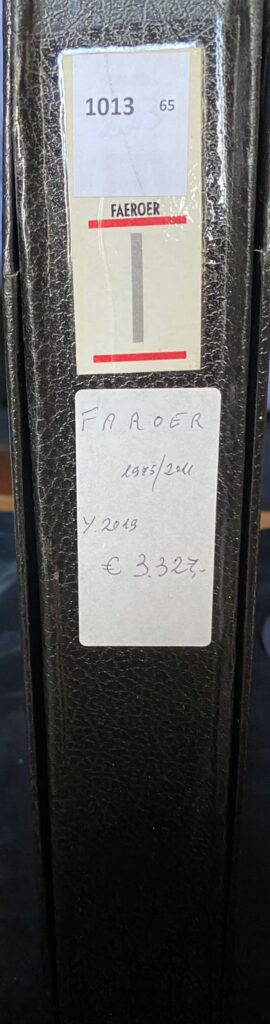 1013 65
FAEROER
I
FAROER
1975/2011
Y. 2019
€ 3.327,-